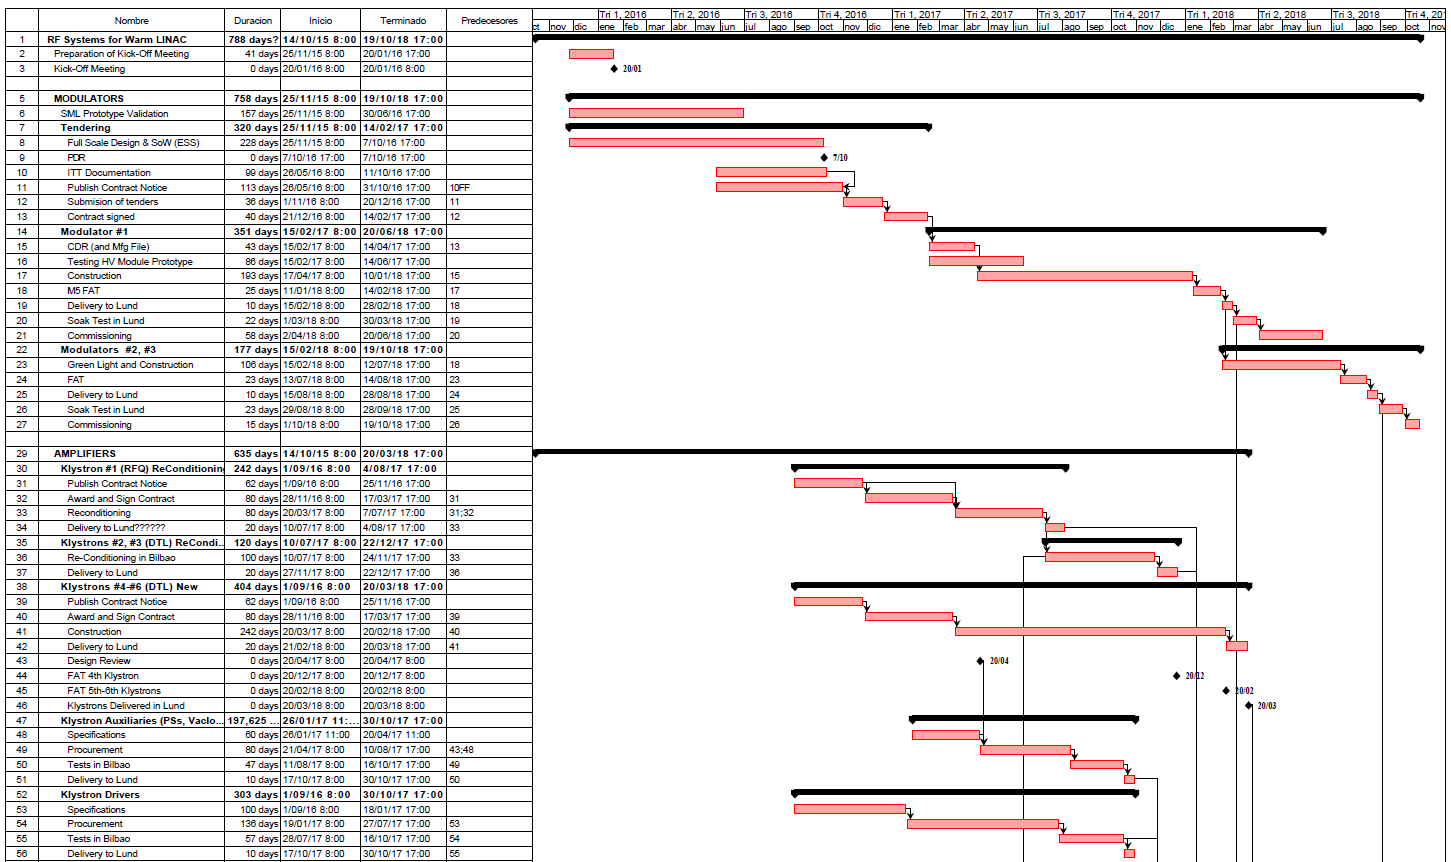 Nombre Duracion Inicio Terminado Predecesores
Tri 1, 2016 Tri 2, 2016 Tri 3, 2016 Tri 4, 2016 Tri 1, 2017 Tri 2, 2017 Tri 3, 2017 Tri 4, 2017 Tri 1, 2018 Tri 2, 2018 Tri 3, 2018 Tri 4, 201
ct nov dic ene feb mar abr may jun jul ago sep oct nov dic ene feb mar abr may jun jul ago sep oct nov dic ene feb mar abr may jun jul ago sep oct nov
1 RF Systems for Warm LINAC 788 days? 14/10/15 8:00 19/10/18 17:00
2 Preparation of Kick-Off Meeting 41 days 25/11/15 8:00 20/01/16 17:00
3 Kick-Off Meeting 0 days 20/01/16 8:00 20/01/16 8:00 20/01
5 MODULATORS 758 days 25/11/15 8:00 19/10/18 17:00
6 SML Prototype Validation 157 days 25/11/15 8:00 30/06/16 17:00
7 Tendering 320 days 25/11/15 8:00 14/02/17 17:00
8 Full Scale Design & SoW (ESS) 228 days 25/11/15 8:00 7/10/16 17:00
9 PDR 0 days 7/10/16 17:00 7/10/16 17:00 7/10
10 ITT Documentation 99 days 26/05/16 8:00 11/10/16 17:00
11 Publish Contract Notice 113 days 26/05/16 8:00 31/10/16 17:00 10FF
12 Submision of tenders 36 days 1/11/16 8:00 20/12/16 17:00 11
13 Contract signed 40 days 21/12/16 8:00 14/02/17 17:00 12
14 Modulator #1 351 days 15/02/17 8:00 20/06/18 17:00
15 CDR (and Mfg File) 43 days 15/02/17 8:00 14/04/17 17:00 13
16 Testing HV Module Prototype 86 days 15/02/17 8:00 14/06/17 17:00
17 Construction 193 days 17/04/17 8:00 10/01/18 17:00 15
18 M5 FAT 25 days 11/01/18 8:00 14/02/18 17:00 17
19 Delivery to Lund 10 days 15/02/18 8:00 28/02/18 17:00 18
20 Soak Test in Lund 22 days 1/03/18 8:00 30/03/18 17:00 19
21 Commissioning 58 days 2/04/18 8:00 20/06/18 17:00 20
22 Modulators #2, #3 177 days 15/02/18 8:00 19/10/18 17:00
23 Green Light and Construction 106 days 15/02/18 8:00 12/07/18 17:00 18
24 FAT 23 days 13/07/18 8:00 14/08/18 17:00 23
25 Delivery to Lund 10 days 15/08/18 8:00 28/08/18 17:00 24
26 Soak Test in Lund 23 days 29/08/18 8:00 28/09/18 17:00 25
27 Commissioning 15 days 1/10/18 8:00 19/10/18 17:00 26
29 AMPLIFIERS 635 days 14/10/15 8:00 20/03/18 17:00
30 Klystron #1 (RFQ) ReConditioning 242 days 1/09/16 8:00 4/08/17 17:00
31 Publish Contract Notice 62 days 1/09/16 8:00 25/11/16 17:00
32 Award and Sign Contract 80 days 28/11/16 8:00 17/03/17 17:00 31
33 Reconditioning 80 days 20/03/17 8:00 7/07/17 17:00 31;32
34 Delivery to Lund?????? 20 days 10/07/17 8:00 4/08/17 17:00 33
35 Klystrons #2, #3 (DTL) ReCondi... 120 days 10/07/17 8:00 22/12/17 17:00
36 Re-Conditioning in Bilbao 100 days 10/07/17 8:00 24/11/17 17:00 33
37 Delivery to Lund 20 days 27/11/17 8:00 22/12/17 17:00 36
38 Klystrons #4-#6 (DTL) New 404 days 1/09/16 8:00 20/03/18 17:00
39 Publish Contract Notice 62 days 1/09/16 8:00 25/11/16 17:00
40 Award and Sign Contract 80 days 28/11/16 8:00 17/03/17 17:00 39
41 Construction 242 days 20/03/17 8:00 20/02/18 17:00 40
42 Delivery to Lund 20 days 21/02/18 8:00 20/03/18 17:00 41
43 Design Review 0 days 20/04/17 8:00 20/04/17 8:00 20/04
44 FAT 4th Klystron 0 days 20/12/17 8:00 20/12/17 8:00 20/12
45 FAT 5th-6th Klystrons 0 days 20/02/18 8:00 20/02/18 8:00 20/02
46 Klystrons Delivered in Lund 0 days 20/03/18 8:00 20/03/18 8:00 20/03
47 Klystron Auxiliaries (PSs, Vaclo... 197,625 ... 26/01/17 11:... 30/10/17 17:00
48 Specifications 60 days 26/01/17 11:00 20/04/17 11:00
49 Procurement 80 days 21/04/17 8:00 10/08/17 17:00 43;48
50 Tests in Bilbao 47 days 11/08/17 8:00 16/10/17 17:00 49
51 Delivery to Lund 10 days 17/10/17 8:00 30/10/17 17:00 50
52 Klystron Drivers 303 days 1/09/16 8:00 30/10/17 17:00
53 Specifications 100 days 1/09/16 8:00 18/01/17 17:00
54 Procurement 136 days 19/01/17 8:00 27/07/17 17:00 53
55 Tests in Bilbao 57 days 28/07/17 8:00 16/10/17 17:00 54
56 Delivery to Lund 10 days 17/10/17 8:00 30/10/17 17:00 55